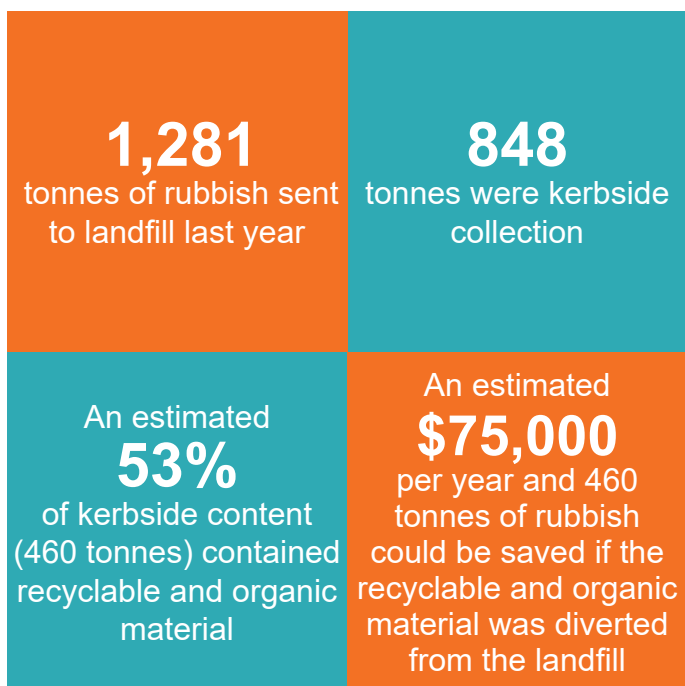 1,281
tonnes of rubbish sent
to landfill last year
848
tonnes were kerbside
collection
An estimated
53%
of kerbside content
(460 tonnes) contained
recyclable and organic
material
An estimated
$75,000
per year and 460
tonnes of rubbish
could be saved if the
recyclable and organic
material was diverted
from the landfill